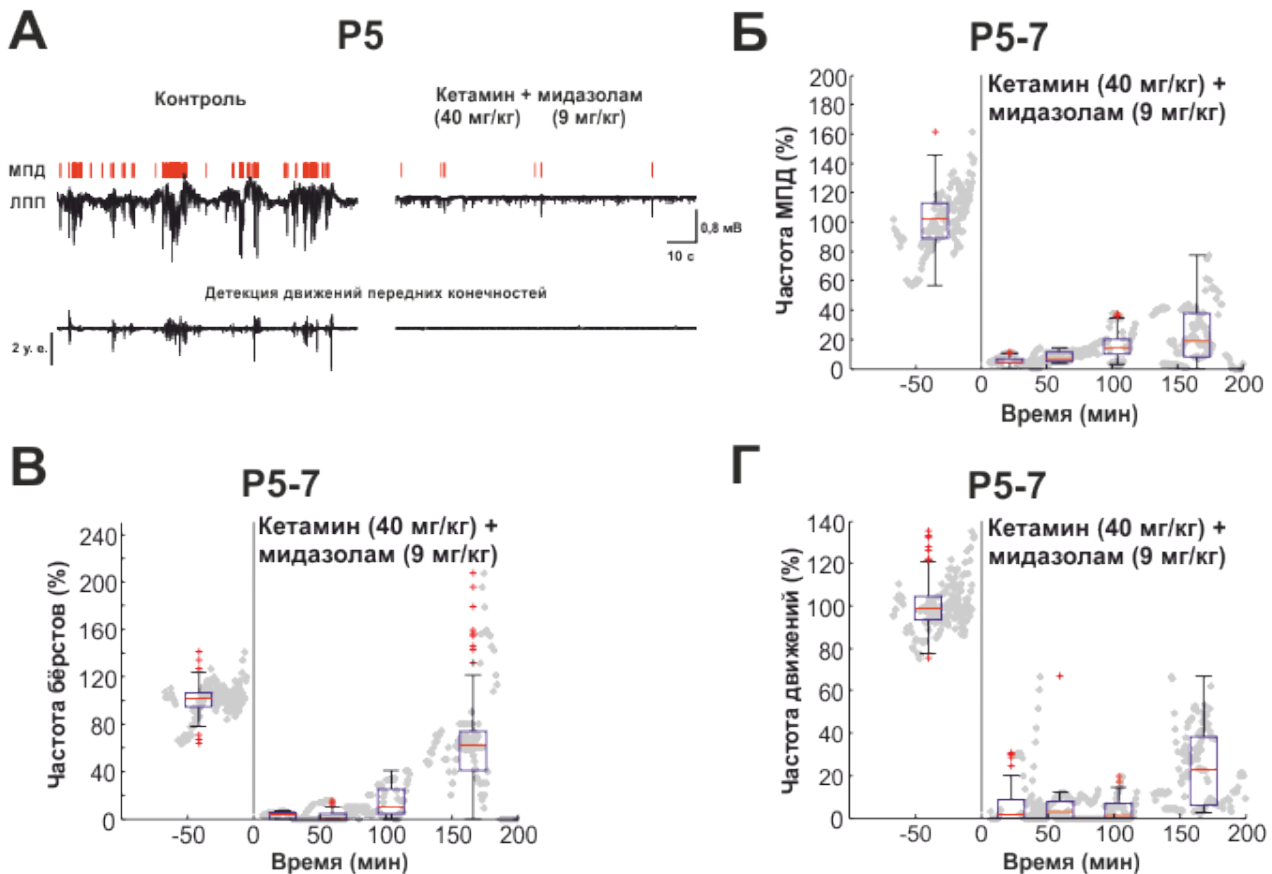 А
P5
Контроль
Кетамин + мидазолам
(40 мг/кг) (9 мг/кг)
МПД
ЛПП
0,8 мВ
10 с
Детекция движений передних конечностей
2 у. е.
Б
P5-7
Кетамин (40 мг/кг) +
мидазолам (9 мг/кг)
Частота МПД (%)
200
180
160
140
120
100
80
60
40
20
0
-50 0 50 100 150 200
Время (мин)
В
P5-7
Кетамин (40 мг/кг) +
мидазолам (9 мг/кг)
Частота бёрстов (%)
240
200
160
120
80
40
0
-50 0 50 100 150 200
Время (мин)
Г
P5-7
Кетамин (40 мг/кг) +
мидазолам (9 мг/кг)
Частота движений (%)
140
120
100
80
60
40
20
0
-50 0 50 100 150 200
Время (мин)